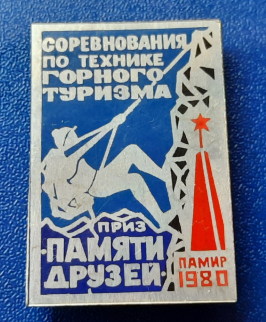 СОРЕВНОВАНИЯ
ПО ТЕХНИКЕ
ГОРНОГО
ТУРИЗМА
ПРИЗ
·ПАМЯТИ
ДРУЗЕЙ·
ПАМИР
1980